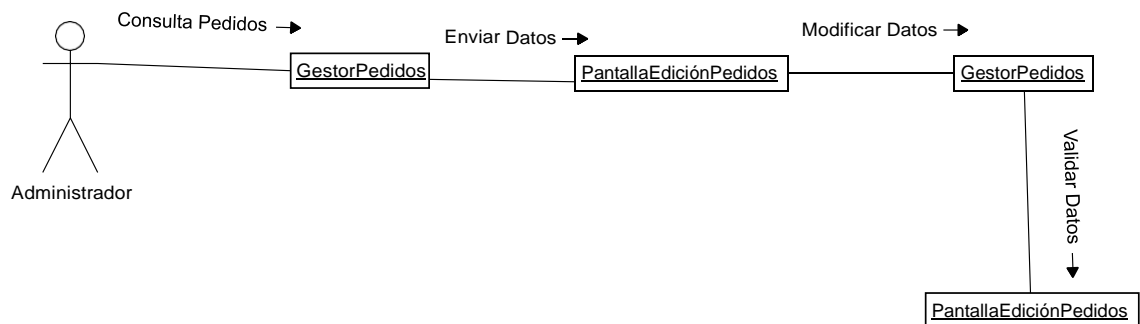 Consulta Pedidos
Enviar Datos
Modificar Datos
GestorPedidos
PantallaEdiciónPedidos
GestorPedidos
Validar Datos
Administrador
PantallaEdiciónPedidos